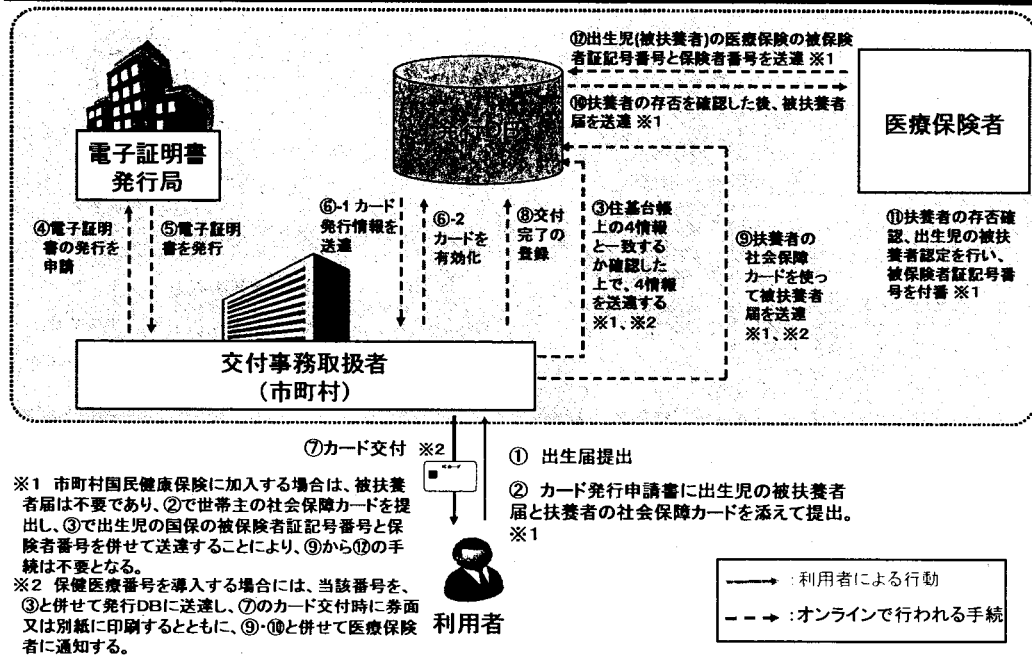 ⑫出生児(被扶養者)の医療保険の被保険
者証記号番号と保険者番号を送達 ※1
⑩扶養者の存否を確認した後、被扶養者
届を送達 ※1
医療保険者
電子証明書
発行局
④電子証明
書の発行を
申請
⑤電子証明
書を発行
⑥-1 カード
発行情報を
送達
⑥-2
カードを
有効化
⑧交付
完了の
登録
③住基台帳
上の4情報
と一致する
か確認した
上で、4情報
を送達する
※1、※2
⑨扶養者の
社会保障
カードを使っ
て被扶養者
届を送達
※1、※2
⑪扶養者の存否確
認、出生児の被扶
養者認定を行い、
被保険者証記号番
号を付番 ※1
交付事務取扱者
(市町村)
⑦カード交付 ※2
① 出生届提出
② カード発行申請書に出生児の被扶養者
届と扶養者の社会保障カードを添えて提出。
※1
※1 市町村国民健康保険に加入する場合は、被扶養
者届は不要であり、②で世帯主の社会保障カードを提
出し、③で出生児の国保の被保険者証記号番号と保
険者番号を併せて送達することにより、⑨から⑫の手
続は不要となる。
※2 保健医療番号を導入する場合には、当該番号を、
③と併せて発行DBに送達し、⑦のカード交付時に券面
又は別紙に印刷するとともに、⑨・⑩と併せて医療保険
者に通知する。
利用者
:利用者による行動
:オンラインで行われる手続